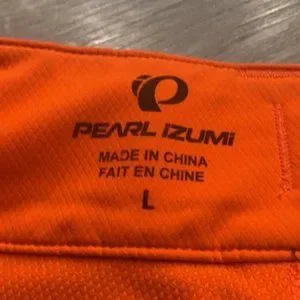 PEARL iZUMi
MADE IN CHINA
FAIT EN CHINE
L